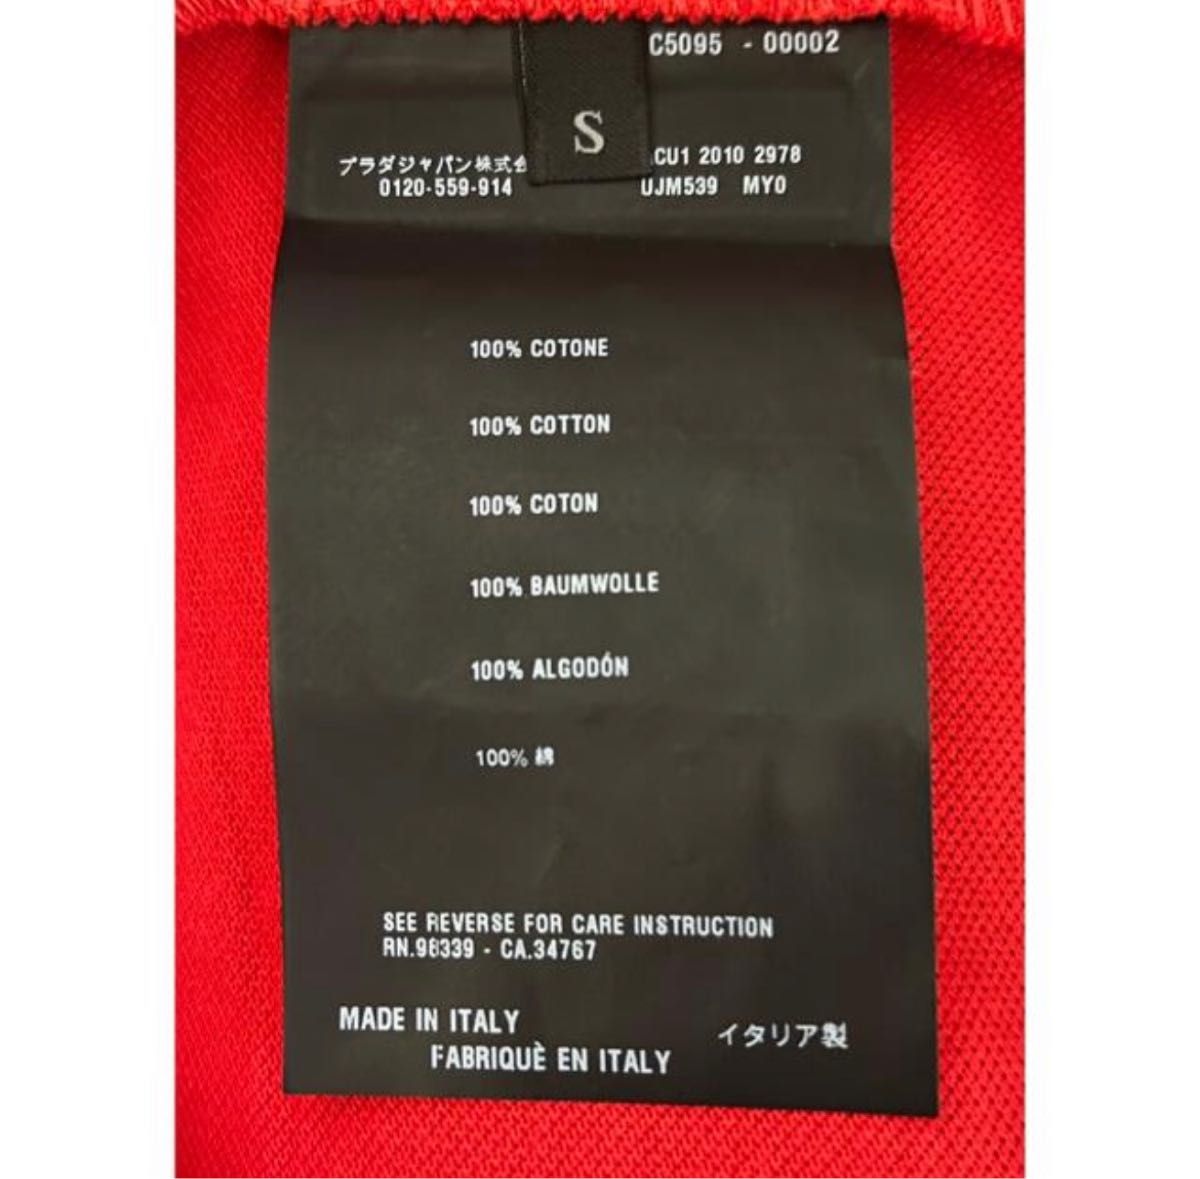 C5095 - 00002
S
プラダジャパン株式会
0120-559-914
CU1 2010 2978
UJM539 MY0
100% COTONE
100% COTTON
100% COTON
100% BAUMWOLLE
100% ALGODÓN
100% 綿
SEE REVERSE FOR CARE INSTRUCTION
RN.98339 - CA.34767
MADE IN ITALY
FABRIQUÈ EN ITALY
イタリア製